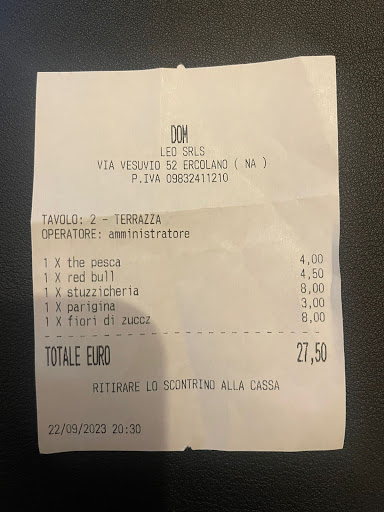 DOM
LEO SRLS
VIA VESUVIO 52 ERCOLANO ( NA )
P.IVA 09832411210
TAVOLO: 2 - TERRAZZA
OPERATORE: amministratore
1 X the pesca 4,00
1 X red bull 4,50
1 X stuzzicheria 8,00
1 X parigina 3,00
1 X fiori di zuccz 8,00
TOTALE EURO 27,50
RITIRARE LO SCONTRINO ALLA CASSA
22/09/2023 20:30